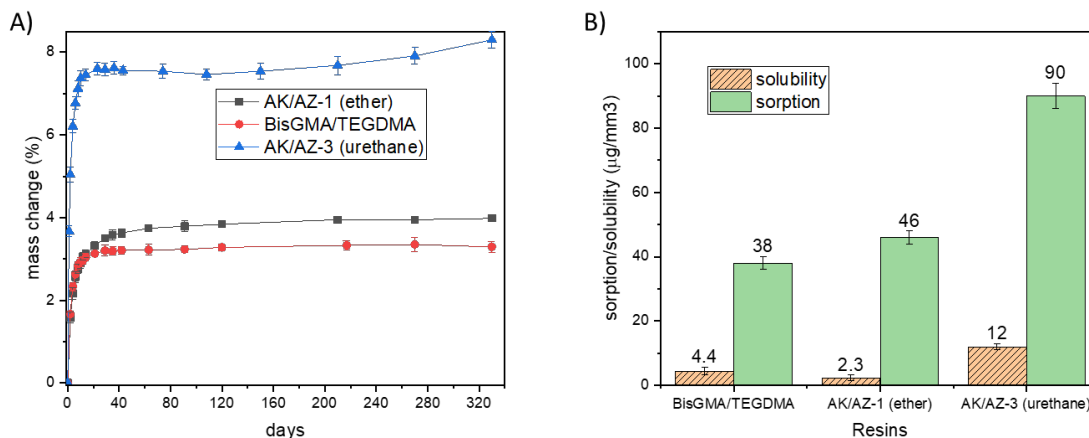 A)
8
6
4
2
0
mass change (%)
AK/AZ-1 (ether)
BisGMA/TEGDMA
AK/AZ-3 (urethane)
0 40 80 120 160 200 240 280 320
days
B)
100
80
60
40
20
0
sorption/solubility (μg/mm3)
solubility
sorption
4.4
38
2.3
46
12
90
BisGMA/TEGDMA AK/AZ-1 (ether) AK/AZ-3 (urethane)
Resins